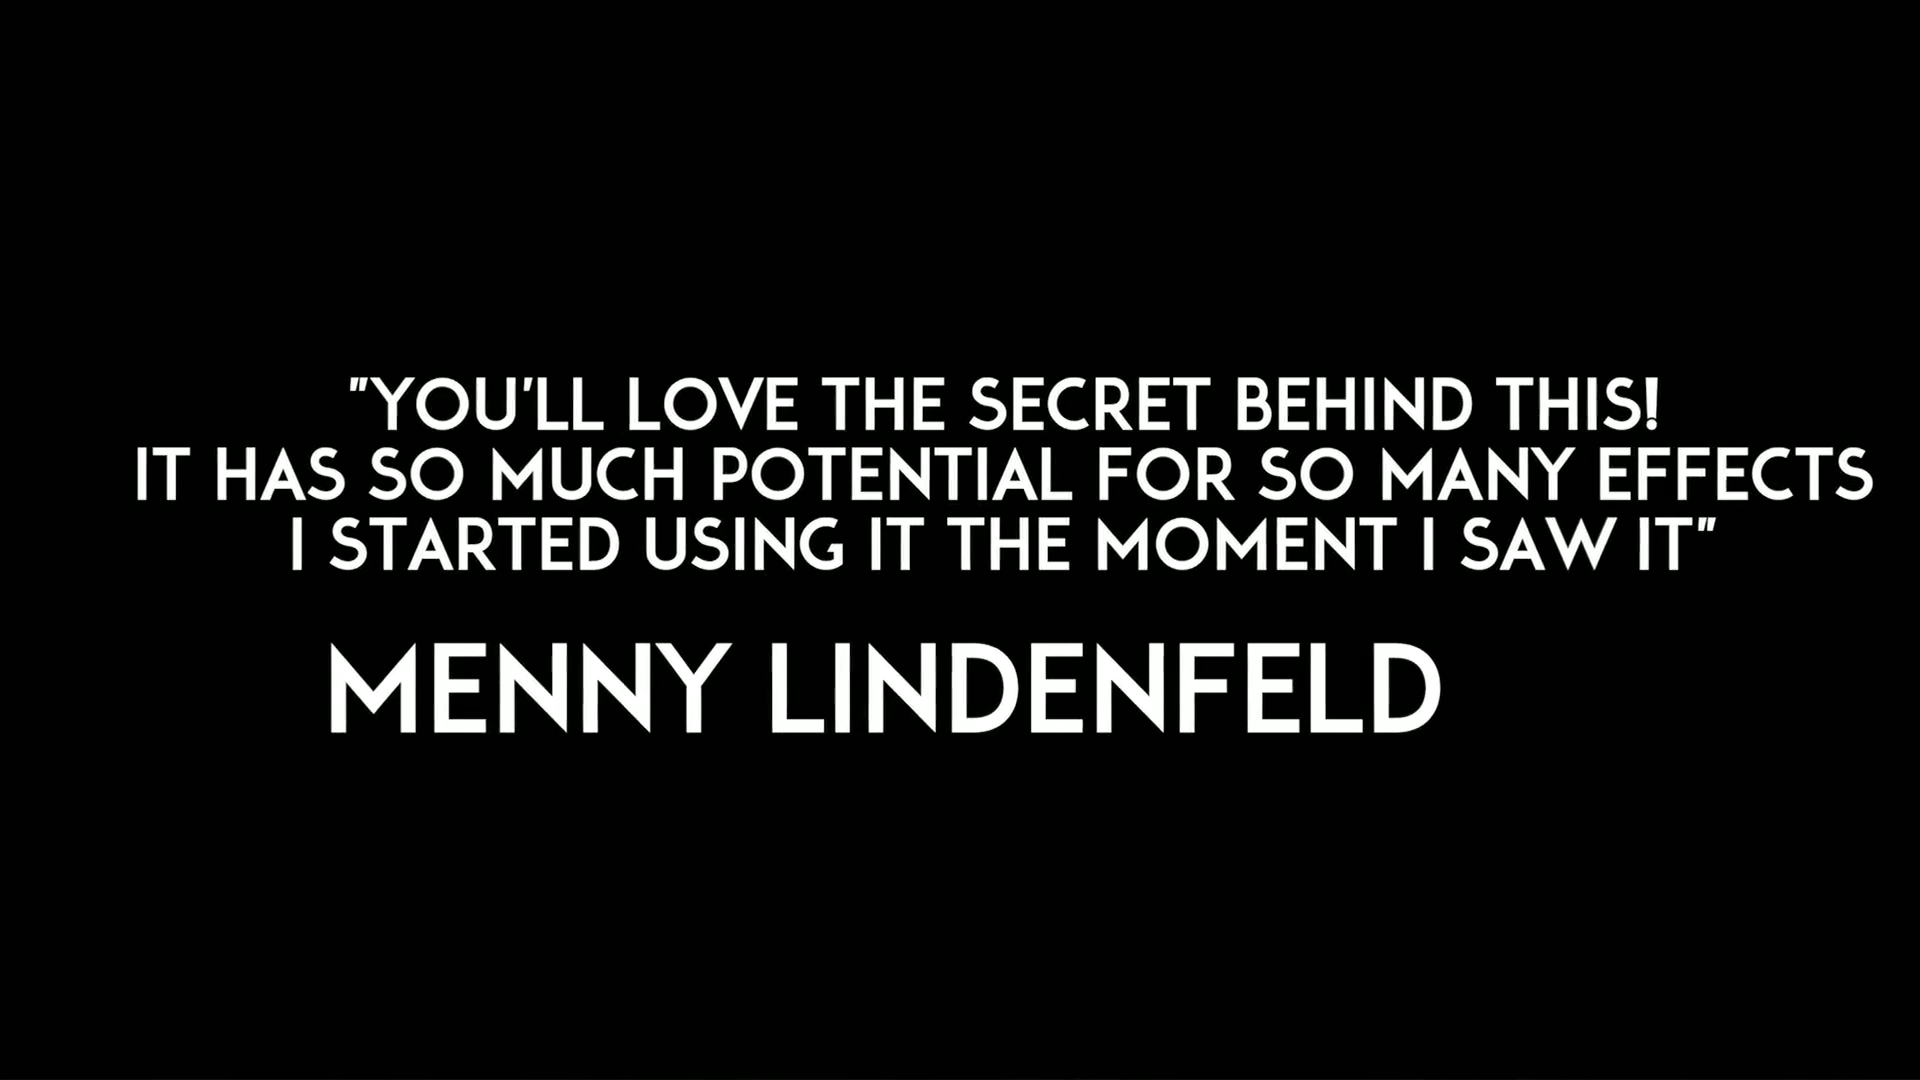 "YOU'LL LOVE THE SECRET BEHIND THIS!
IT HAS SO MUCH POTENTIAL FOR SO MANY EFFECTS
I STARTED USING IT THE MOMENT I SAW IT"
MENNY LINDENFELD